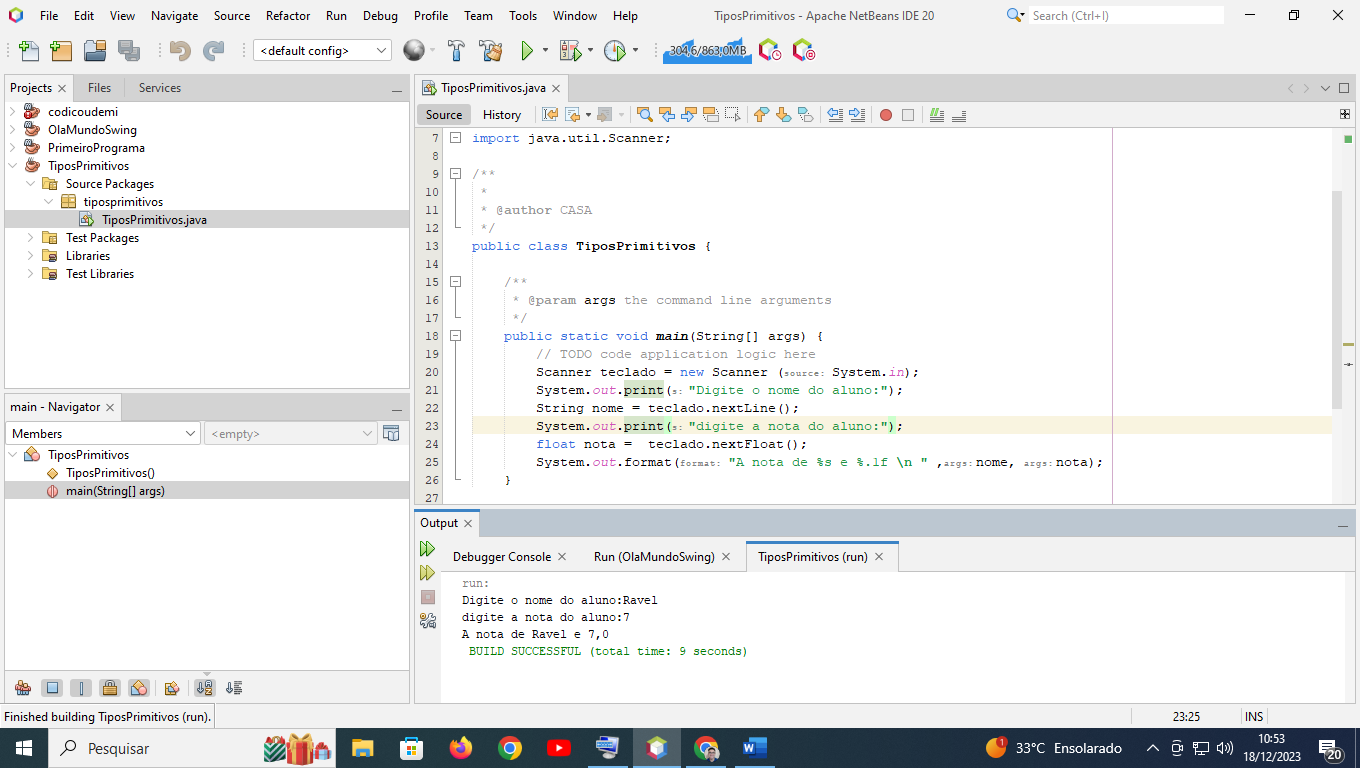 File Edit View Navigate Source Refactor Run Debug Profile Team Tools Window Help
TiposPrimitivos - Apache NetBeans IDE 20
Search (Ctrl+I)
<default config>
304,6/863,0MB
Projects
Files
Services
codicoudemi
OlaMundoSwing
PrimeiroPrograma
TiposPrimitivos
Source Packages
tiposprimitivos
TiposPrimitivos.java
Test Packages
Libraries
Test Libraries
main - Navigator
Members
<empty>
TiposPrimitivos
TiposPrimitivos()
main(String[] args)
TiposPrimitivos.java
Source History
7 import java.util.Scanner;
8
9 /**
10 *
11 * @author CASA
12 */
13 public class TiposPrimitivos {
14
15 /**
16 * @param args the command line arguments
17 */
18 public static void main(String[] args) {
19 // TODO code application logic here
20 Scanner teclado = new Scanner (source: System.in);
21 System.out.print(s: "Digite o nome do aluno:");
22 String nome = teclado.nextLine();
23 System.out.print(s: "digite a nota do aluno:");
24 float nota =  teclado.nextFloat();
25 System.out.format(format: "A nota de %s e %.1f \n " ,args: nome, args: nota);
26 }
27
Output
Debugger Console
Run (OlaMundoSwing)
TiposPrimitivos (run)
run:
Digite o nome do aluno:Ravel
digite a nota do aluno:7
A nota de Ravel e 7,0
BUILD SUCCESSFUL (total time: 9 seconds)
Finished building TiposPrimitivos (run).
23:25
INS
Pesquisar
33°C Ensolarado
10:53
18/12/2023
20
1